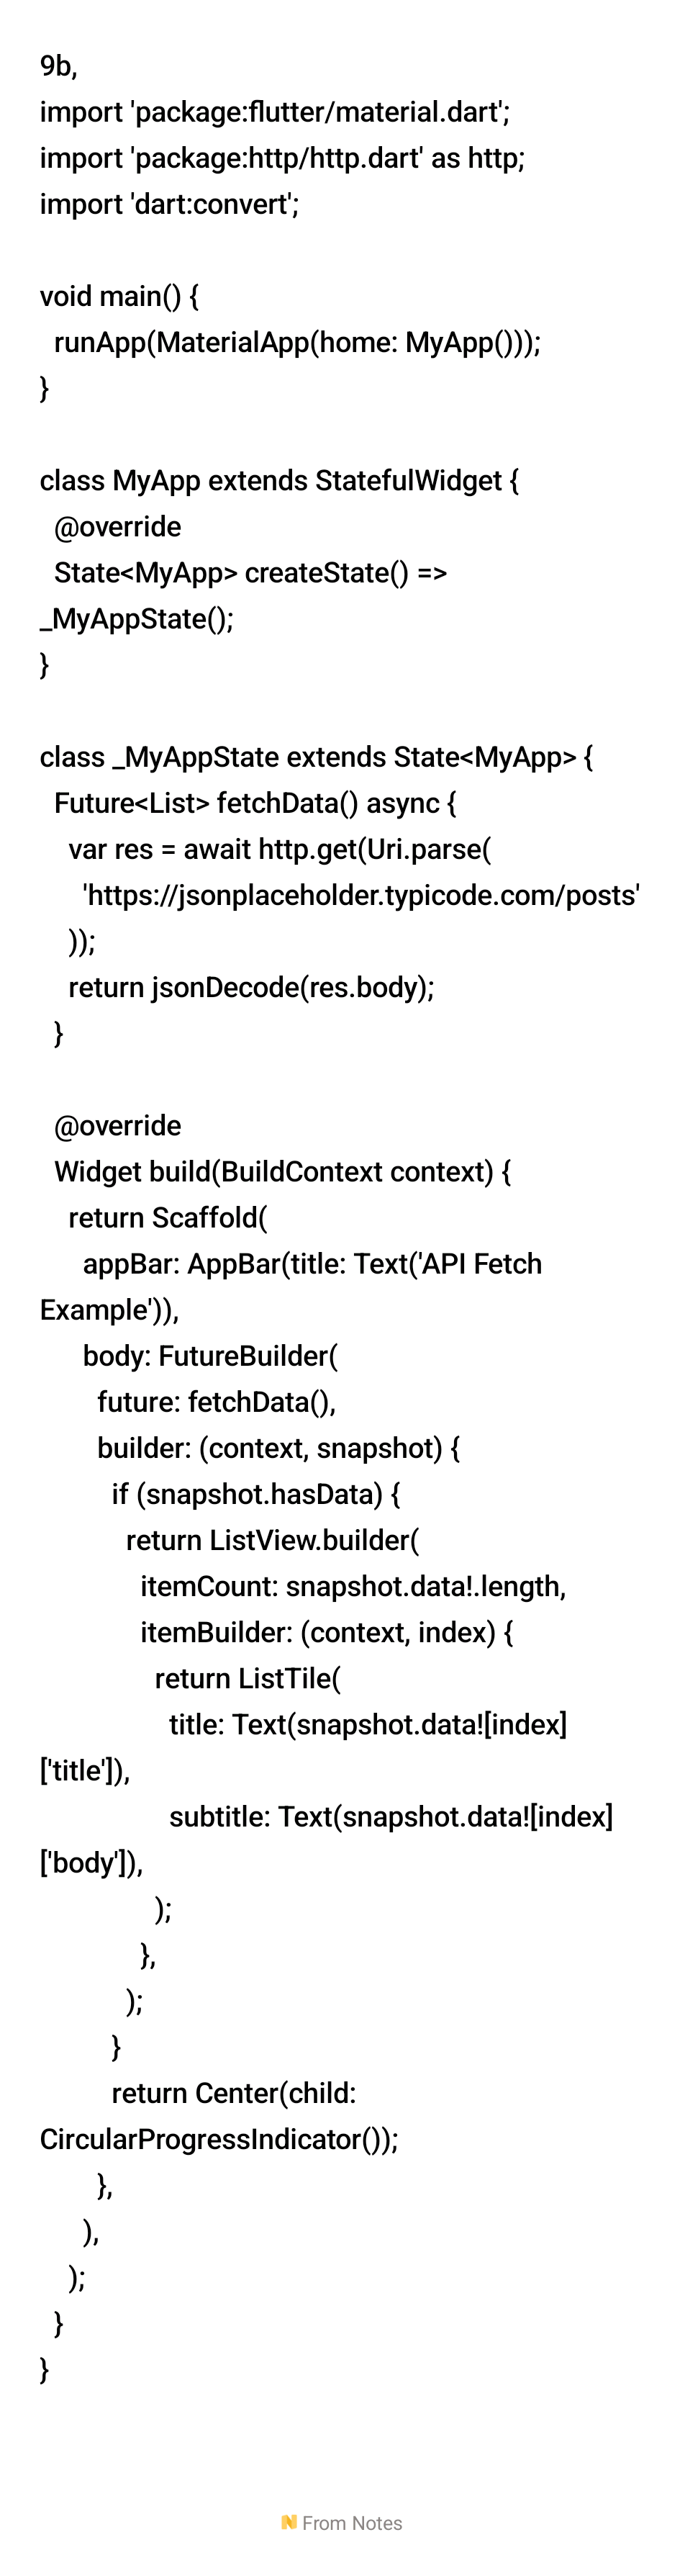 9b,
import 'package:flutter/material.dart';
import 'package:http/http.dart' as http;
import 'dart:convert';

void main() {
  runApp(MaterialApp(home: MyApp()));
}

class MyApp extends StatefulWidget {
  @override
  State<MyApp> createState() =>
_MyAppState();
}

class _MyAppState extends State<MyApp> {
  Future<List> fetchData() async {
    var res = await http.get(Uri.parse(
      'https://jsonplaceholder.typicode.com/posts'
    ));
    return jsonDecode(res.body);
  }

  @override
  Widget build(BuildContext context) {
    return Scaffold(
      appBar: AppBar(title: Text('API Fetch
Example')),
      body: FutureBuilder(
        future: fetchData(),
        builder: (context, snapshot) {
          if (snapshot.hasData) {
            return ListView.builder(
              itemCount: snapshot.data!.length,
              itemBuilder: (context, index) {
                return ListTile(
                  title: Text(snapshot.data![index]
['title']),
                  subtitle: Text(snapshot.data![index]
['body']),
                );
              },
            );
          }
          return Center(child:
CircularProgressIndicator());
        },
      ),
    );
  }
}

From Notes